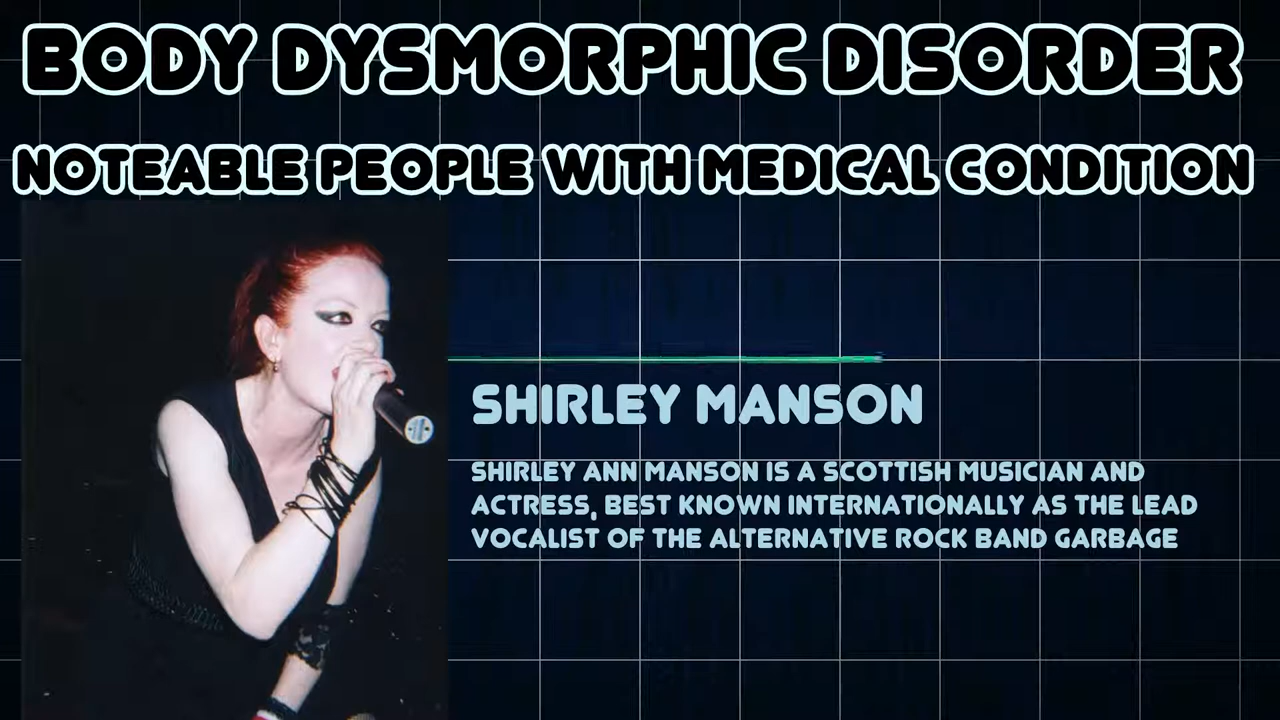 BODY DYSMORPHIC DISORDER
NOTEABLE PEOPLE WITH MEDICAL CONDITION
SHIRLEY MANSON
SHIRLEY ANN MANSON IS A SCOTTISH MUSICIAN AND
ACTRESS, BEST KNOWN INTERNATIONALLY AS THE LEAD
VOCALIST OF THE ALTERNATIVE ROCK BAND GARBAGE